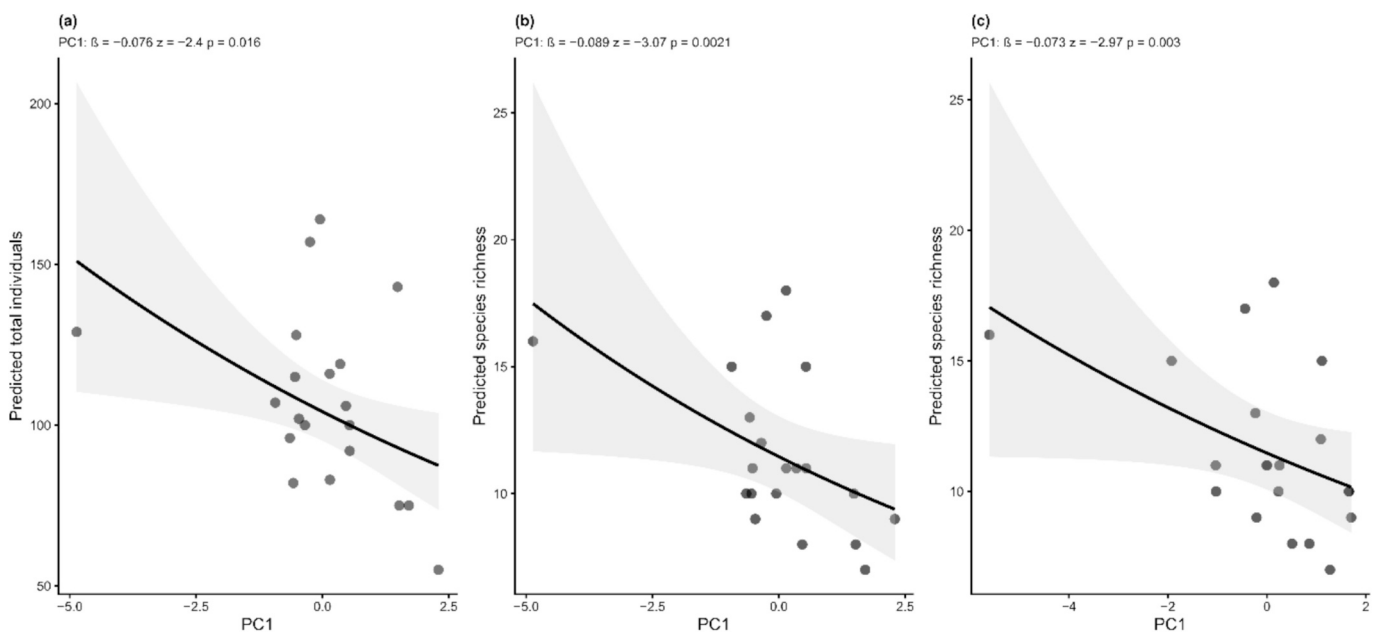 (a)
PC1: ß = −0.076 z = −2.4 p = 0.016
200
150
100
50
Predicted total individuals
−5.0 −2.5 0.0 2.5
PC1
(b)
PC1: ß = −0.089 z = −3.07 p = 0.0021
25
20
15
10
Predicted species richness
−5.0 −2.5 0.0 2.5
PC1
(c)
PC1: ß = −0.073 z = −2.97 p = 0.003
25
20
15
10
Predicted species richness
−4 −2 0 2
PC1